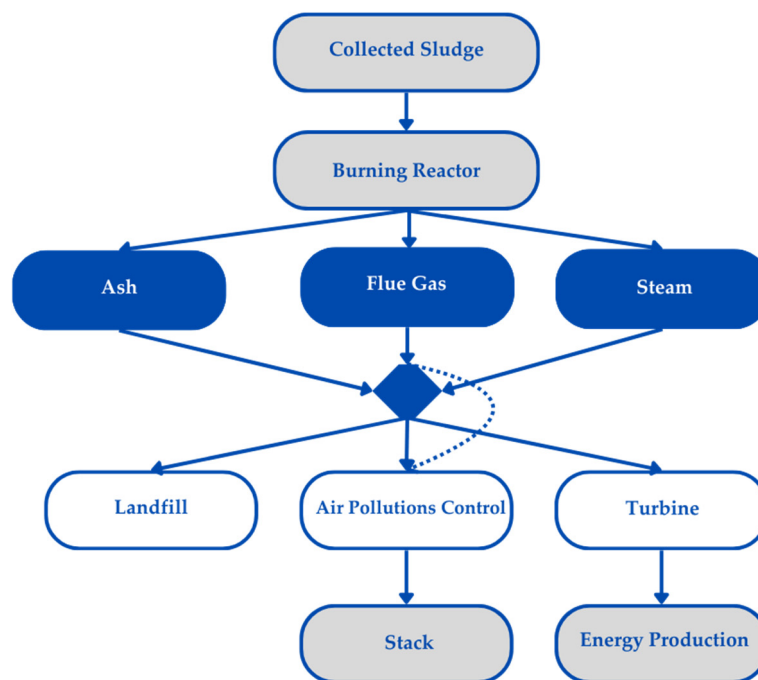 Collected Sludge
Burning Reactor
Ash
Flue Gas
Steam
Landfill
Air Pollutions Control
Turbine
Stack
Energy Production